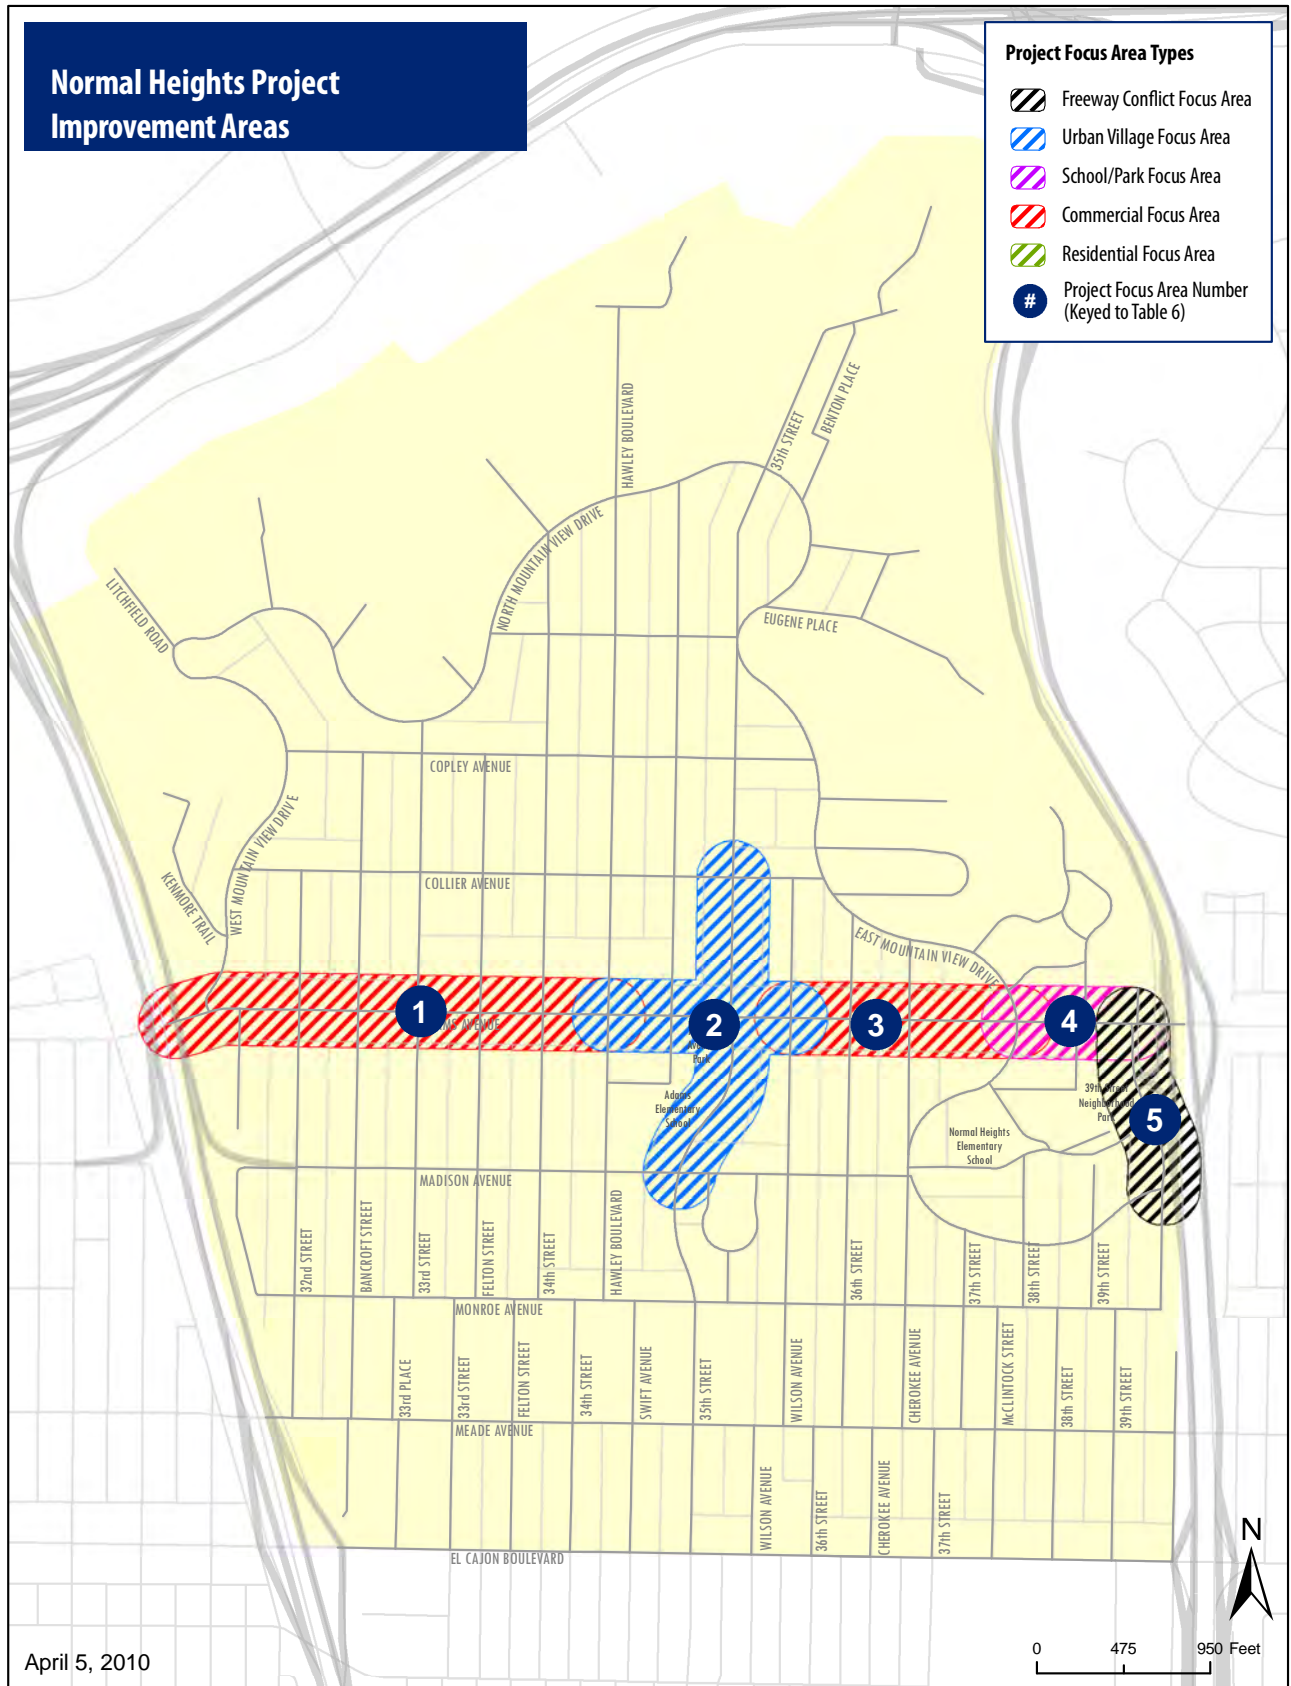 Normal Heights Project
Improvement Areas
Project Focus Area Types
Freeway Conflict Focus Area
Urban Village Focus Area
School/Park Focus Area
Commercial Focus Area
Residential Focus Area
#
Project Focus Area Number
(Keyed to Table 6)
HAWLEY BOULEVARD
35th STREET
BENTON PLACE
NORTH MOUNTAIN VIEW DRIVE
LITCHFIELD ROAD
EUGENE PLACE
COPLEY AVENUE
WEST MOUNTAIN VIEW DRIVE
KENMORE TRAIL
COLLIER AVENUE
EAST MOUNTAIN VIEW DRIVE
1
2
3
4
5
AVENUE
Park
Adams
Elementary
School
39th Street
Neighborhood
Park
Normal Heights
Elementary
School
MADISON AVENUE
32nd STREET
BANCROFT STREET
33rd STREET
FELTON STREET
34th STREET
HAWLEY BOULEVARD
36th STREET
37th STREET
38th STREET
39th STREET
MONROE AVENUE
33rd PLACE
33rd STREET
FELTON STREET
34th STREET
SWIFT AVENUE
35th STREET
WILSON AVENUE
CHEROKEE AVENUE
McCLINTOCK STREET
38th STREET
39th STREET
MEADE AVENUE
WILSON AVENUE
36th STREET
CHEROKEE AVENUE
37th STREET
EL CAJON BOULEVARD
N
0 475 950 Feet
April 5, 2010